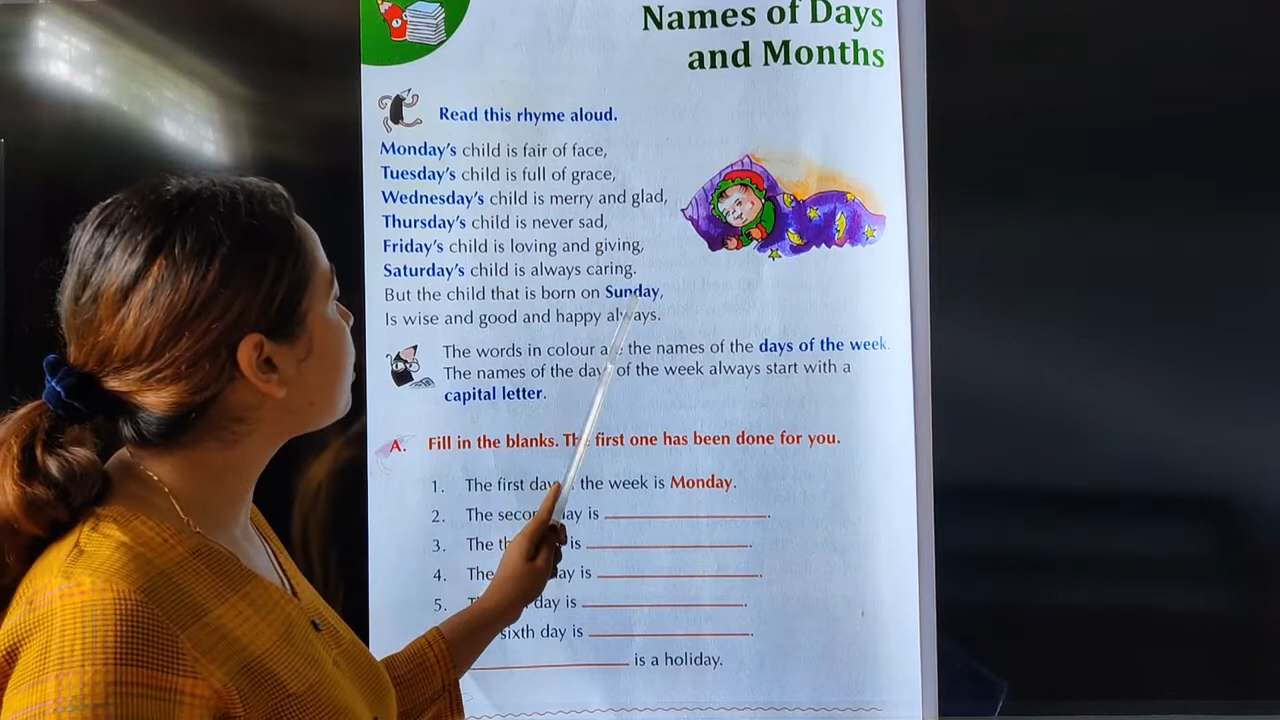 Names of Days
and Months
Read this rhyme aloud.
Monday's child is fair of face,
Tuesday's child is full of grace,
Wednesday's child is merry and glad,
Thursday's child is never sad,
Friday's child is loving and giving,
Saturday's child is always caring.
But the child that is born on Sunday,
Is wise and good and happy always.
The words in colour are the names of the days of the week.
The names of the days of the week always start with a
capital letter.
A. Fill in the blanks. The first one has been done for you.
1. The first day of the week is Monday.
2. The second day is
3. The is
4. The day is
5. day is
sixth day is
is a holiday.